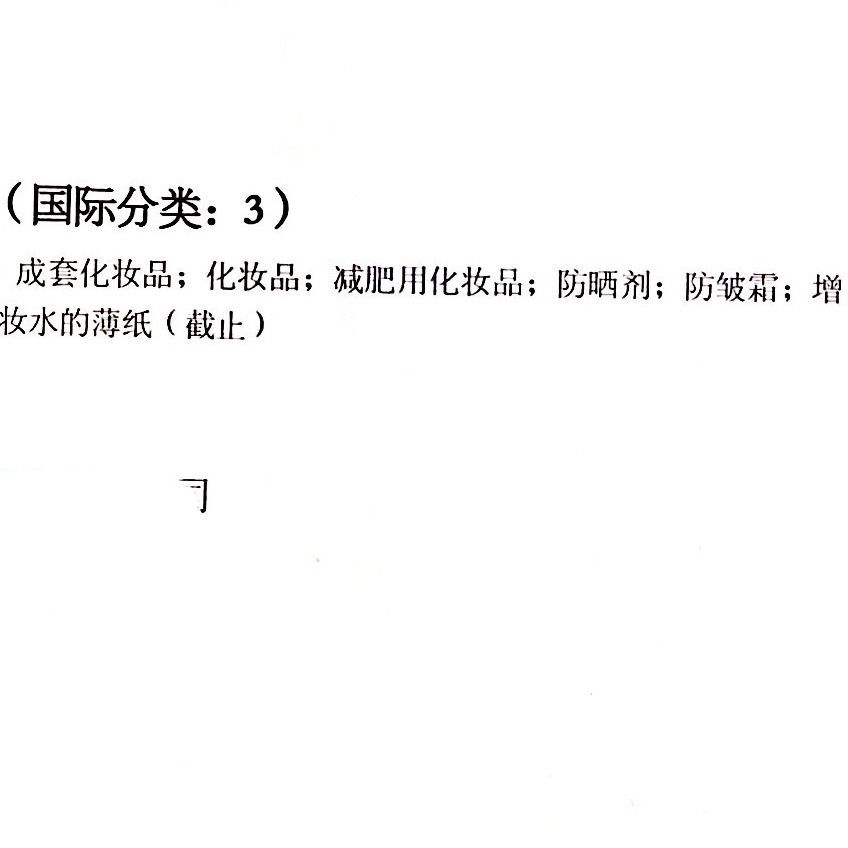 （国际分类：3）
成套化妆品；化妆品；减肥用化妆品；防晒剂；防皱霜；增
妆水的薄纸（截止）